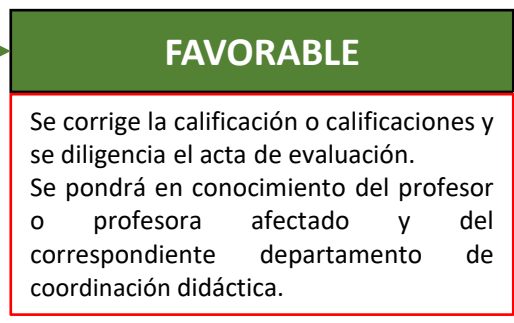 FAVORABLE
Se corrige la calificación o calificaciones y
se diligencia el acta de evaluación.
Se pondrá en conocimiento del profesor
o profesora afectado y del
correspondiente departamento de
coordinación didáctica.